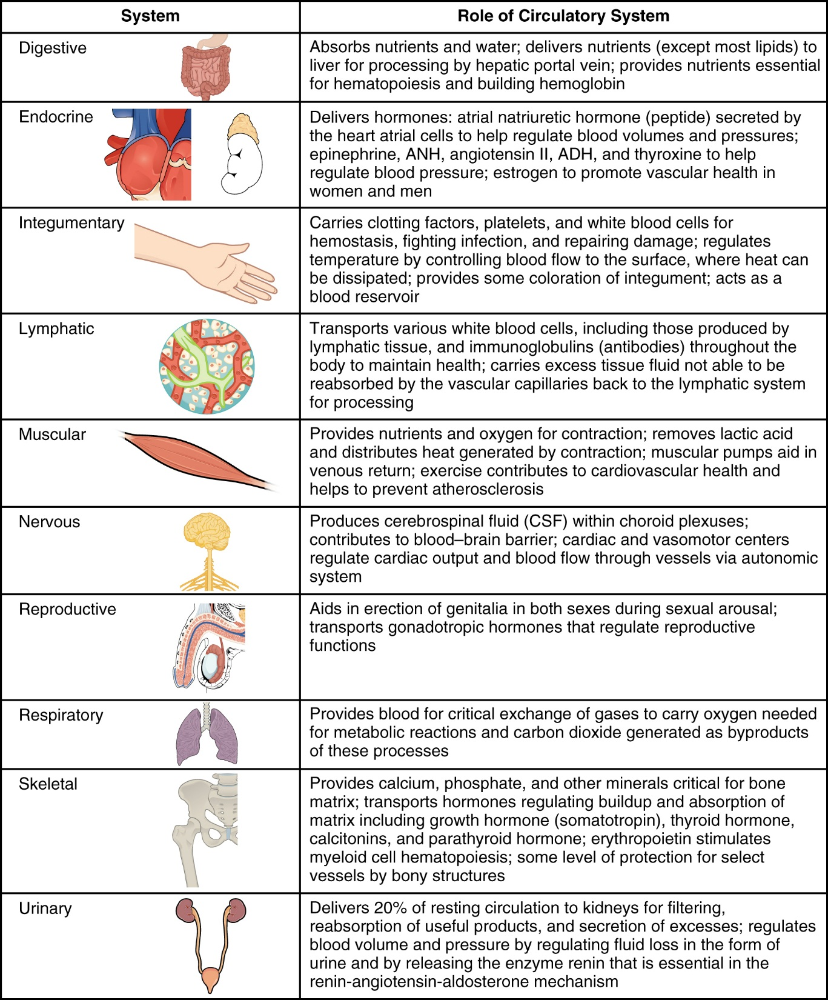 System
Role of Circulatory System
Digestive
Absorbs nutrients and water; delivers nutrients (except most lipids) to
liver for processing by hepatic portal vein; provides nutrients essential
for hematopoiesis and building hemoglobin
Endocrine
Delivers hormones: atrial natriuretic hormone (peptide) secreted by
the heart atrial cells to help regulate blood volumes and pressures;
epinephrine, ANH, angiotensin II, ADH, and thyroxine to help
regulate blood pressure; estrogen to promote vascular health in
women and men
Integumentary
Carries clotting factors, platelets, and white blood cells for
hemostasis, fighting infection, and repairing damage; regulates
temperature by controlling blood flow to the surface, where heat can
be dissipated; provides some coloration of integument; acts as a
blood reservoir
Lymphatic
Transports various white blood cells, including those produced by
lymphatic tissue, and immunoglobulins (antibodies) throughout the
body to maintain health; carries excess tissue fluid not able to be
reabsorbed by the vascular capillaries back to the lymphatic system
for processing
Muscular
Provides nutrients and oxygen for contraction; removes lactic acid
and distributes heat generated by contraction; muscular pumps aid in
venous return; exercise contributes to cardiovascular health and
helps to prevent atherosclerosis
Nervous
Produces cerebrospinal fluid (CSF) within choroid plexuses;
contributes to blood–brain barrier; cardiac and vasomotor centers
regulate cardiac output and blood flow through vessels via autonomic
system
Reproductive
Aids in erection of genitalia in both sexes during sexual arousal;
transports gonadotropic hormones that regulate reproductive
functions
Respiratory
Provides blood for critical exchange of gases to carry oxygen needed
for metabolic reactions and carbon dioxide generated as byproducts
of these processes
Skeletal
Provides calcium, phosphate, and other minerals critical for bone
matrix; transports hormones regulating buildup and absorption of
matrix including growth hormone (somatotropin), thyroid hormone,
calcitonins, and parathyroid hormone; erythropoietin stimulates
myeloid cell hematopoiesis; some level of protection for select
vessels by bony structures
Urinary
Delivers 20% of resting circulation to kidneys for filtering,
reabsorption of useful products, and secretion of excesses; regulates
blood volume and pressure by regulating fluid loss in the form of
urine and by releasing the enzyme renin that is essential in the
renin-angiotensin-aldosterone mechanism